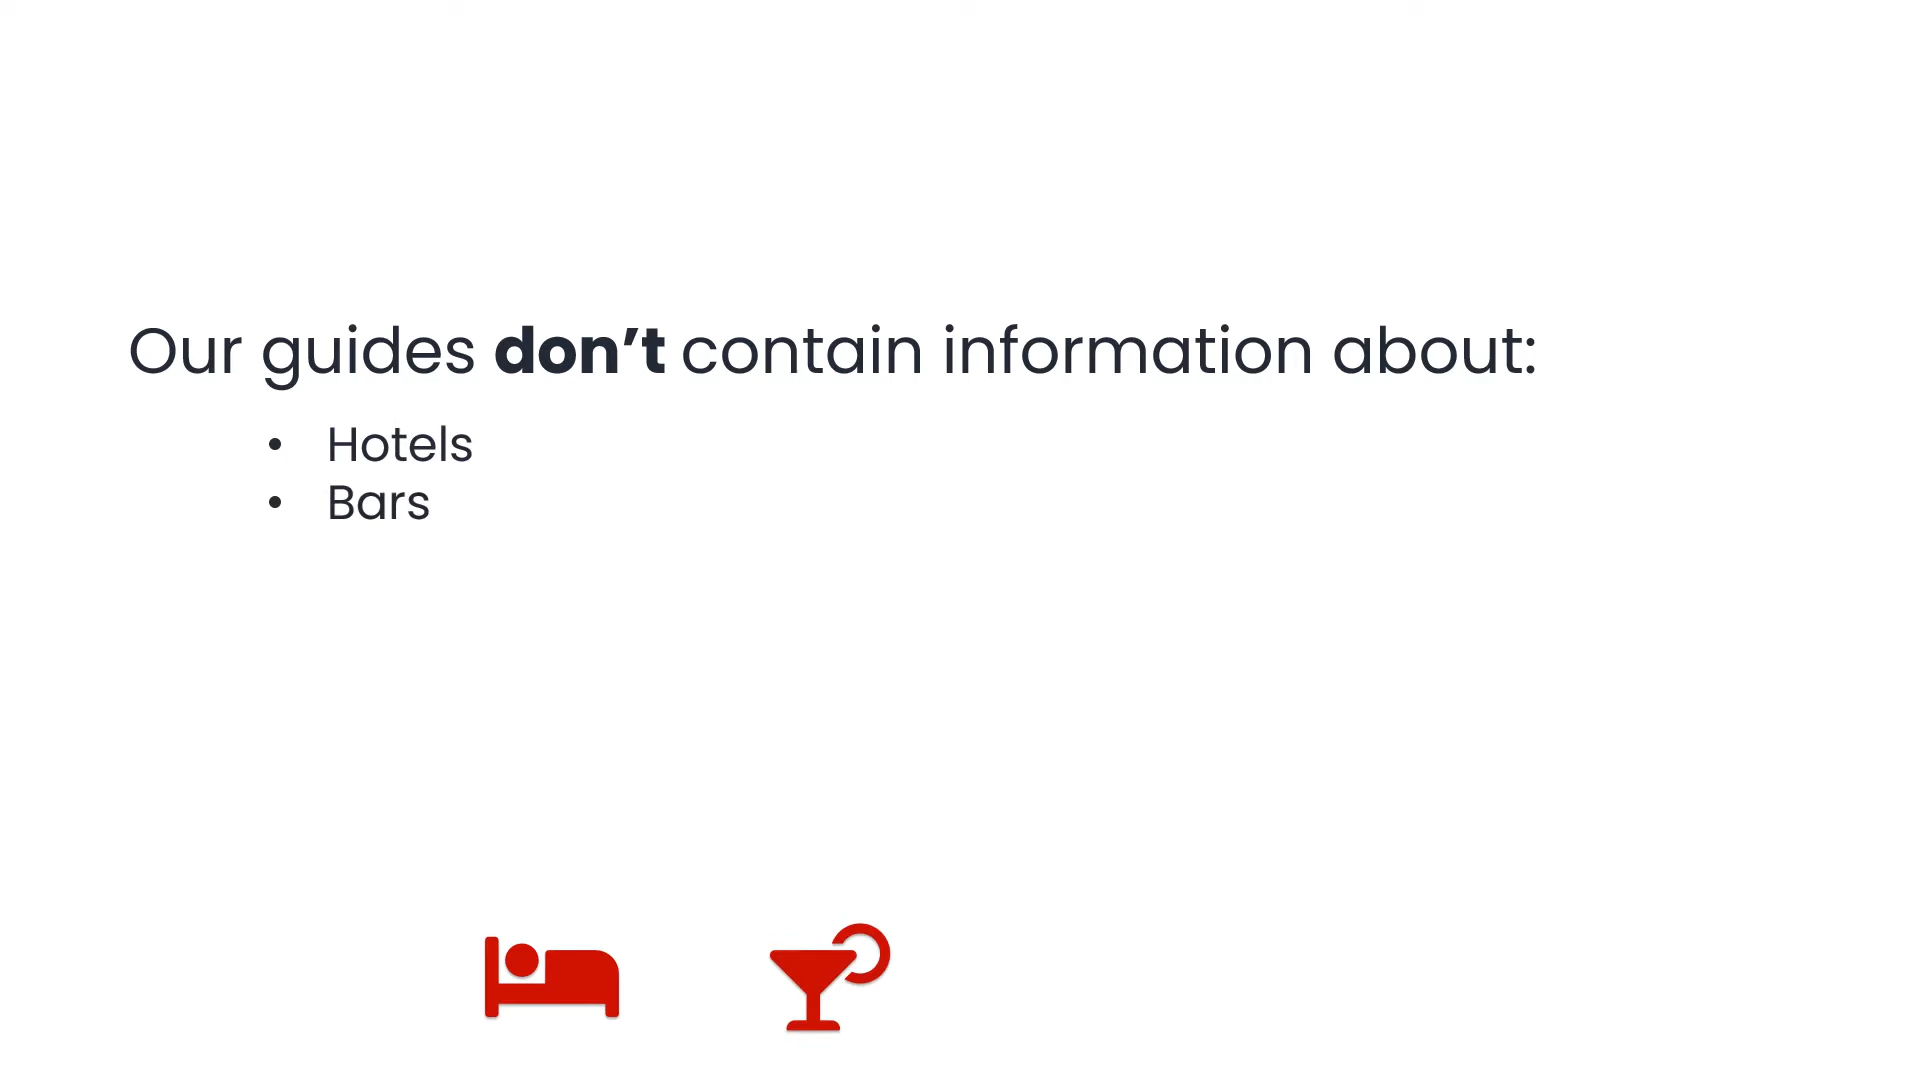 Our guides don’t contain information about:
• Hotels
• Bars